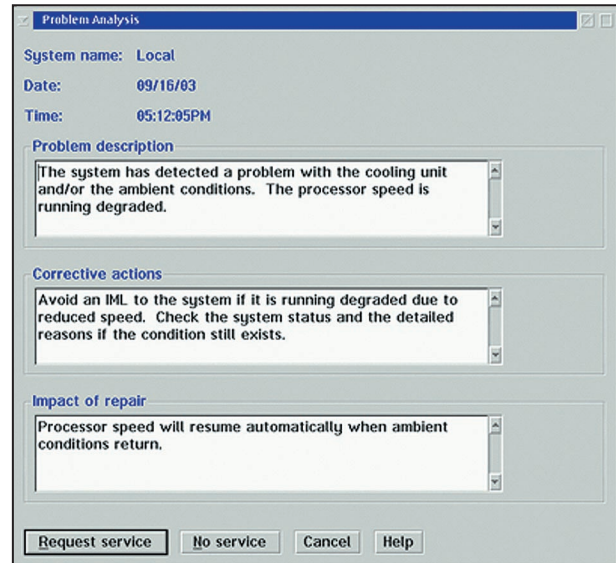 Problem Analysis
System name: Local
Date: 09/16/03
Time: 05:12:05PM
Problem description
The system has detected a problem with the cooling unit
and/or the ambient conditions. The processor speed is
running degraded.
Corrective actions
Avoid an IML to the system if it is running degraded due to
reduced speed. Check the system status and the detailed
reasons if the condition still exists.
Impact of repair
Processor speed will resume automatically when ambient
conditions return.
Request service No service Cancel Help